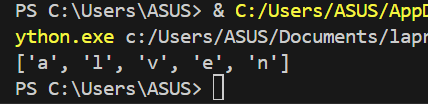 PS C:\Users\ASUS> & C:/Users/ASUS/AppD
ython.exe c:/Users/ASUS/Documents/lapr
['a', 'l', 'v', 'e', 'n']
PS C:\Users\ASUS>